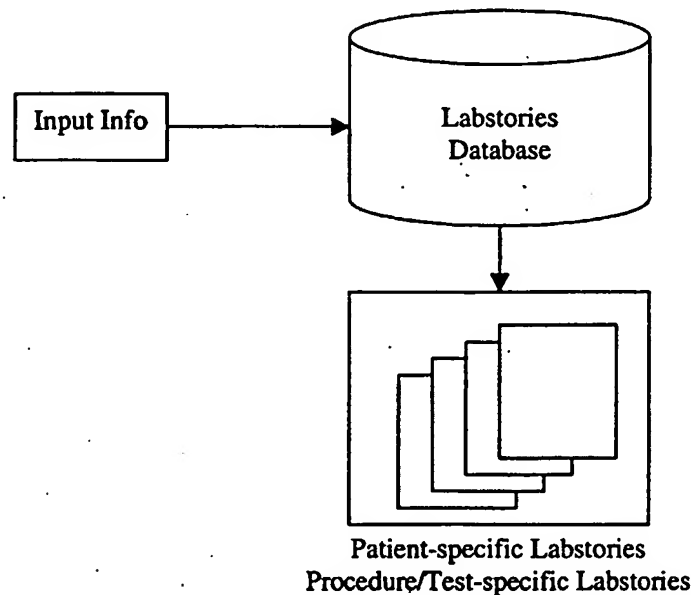 Input Info
Labstories
Database
Patient-specific Labstories
Procedure/Test-specific Labstories